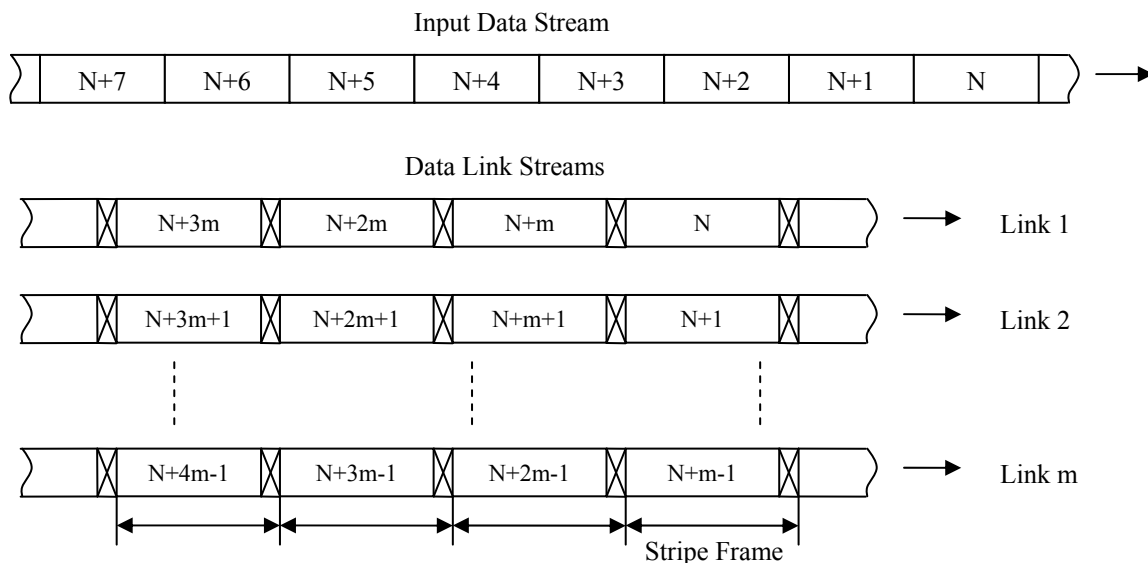 Input Data Stream
N+7 N+6 N+5 N+4 N+3 N+2 N+1 N
Data Link Streams
N+3m N+2m N+m N Link 1
N+3m+1 N+2m+1 N+m+1 N+1 Link 2
N+4m-1 N+3m-1 N+2m-1 N+m-1 Link m
Stripe Frame